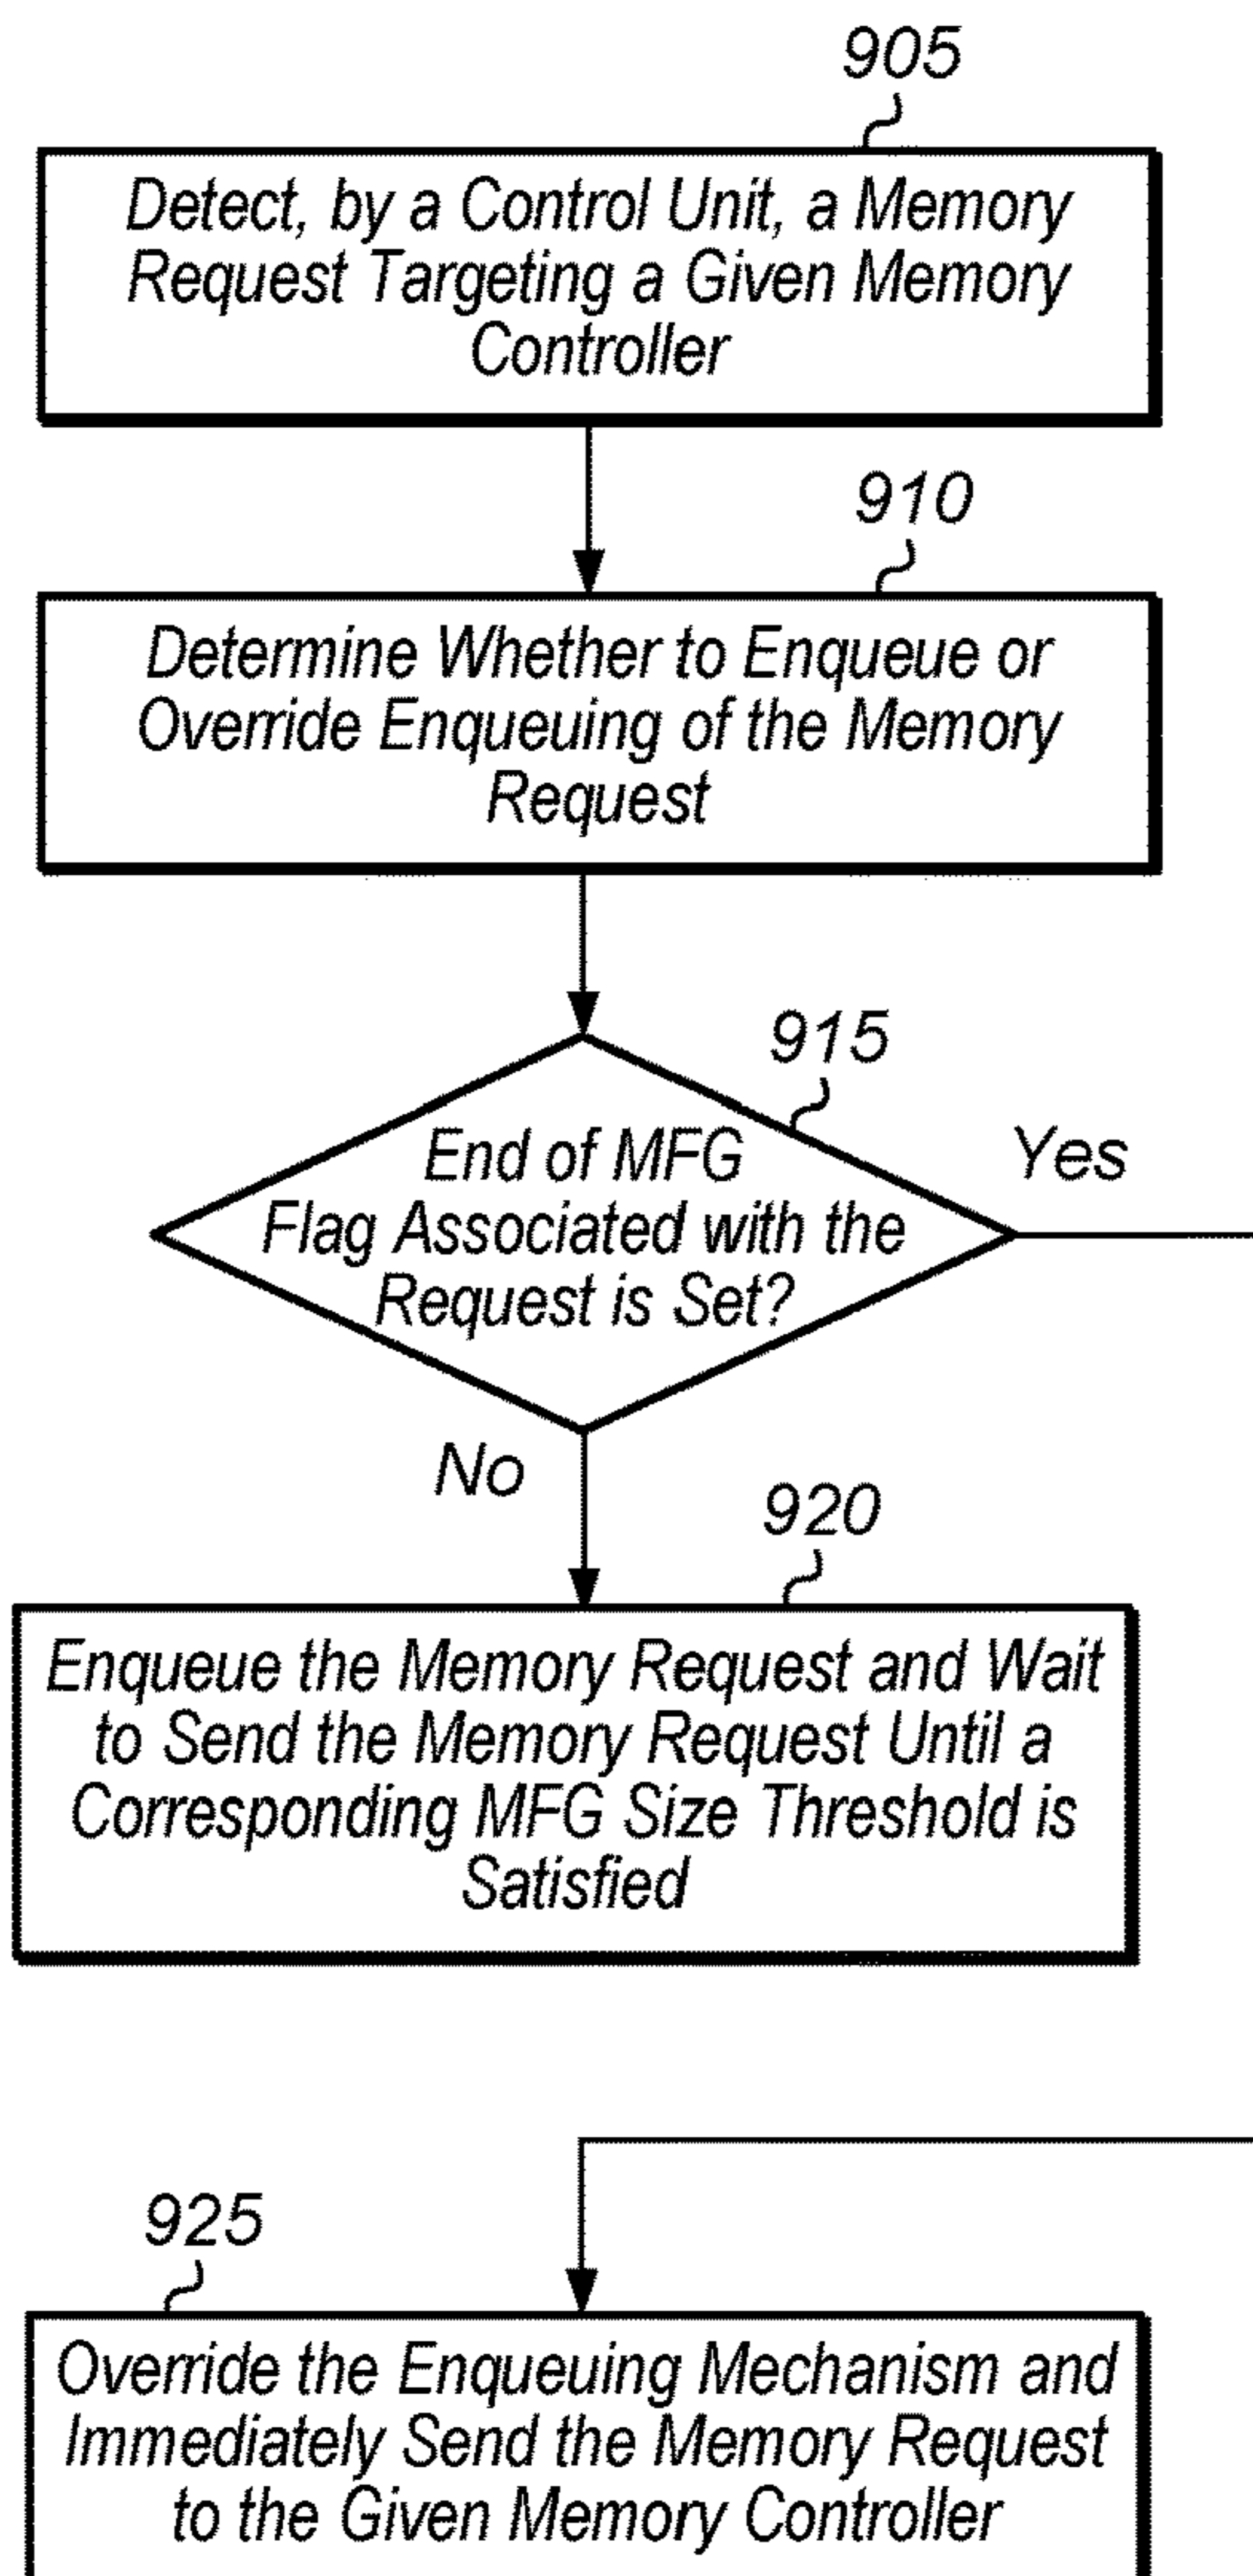 905
Detect, by a Control Unit, a Memory
Request Targeting a Given Memory
Controller
910
Determine Whether to Enqueue or
Override Enqueuing of the Memory
Request
915
End of MFG
Flag Associated with the
Request is Set?
Yes
No
920
Enqueue the Memory Request and Wait
to Send the Memory Request Until a
Corresponding MFG Size Threshold is
Satisfied
925
Override the Enqueuing Mechanism and
Immediately Send the Memory Request
to the Given Memory Controller